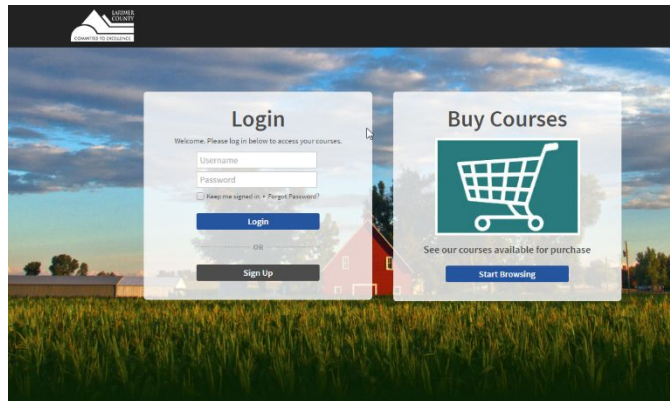 LARIMER
COUNTY
COMMITTED TO EXCELLENCE
Login
Welcome. Please log in below to access your courses.
Username
Password
Keep me signed in • Forgot Password?
Login
OR
Sign Up
Buy Courses
See our courses available for purchase
Start Browsing